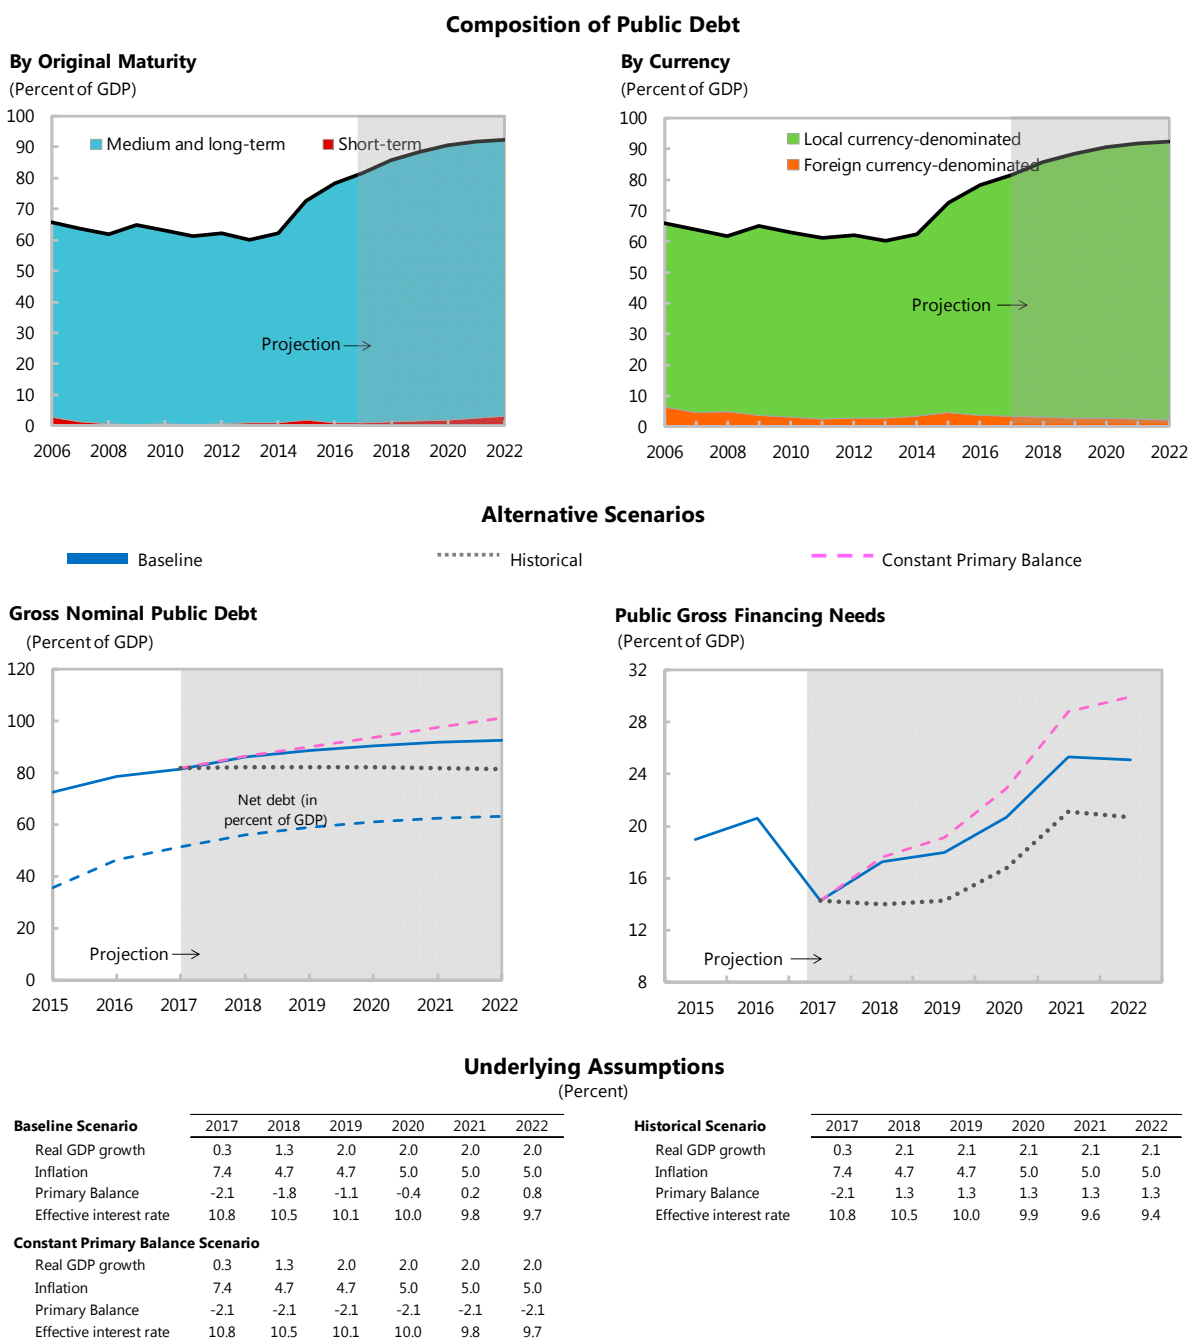 Composition of Public Debt
By Original Maturity
(Percent of GDP)
100
90
80
70
60
50
40
30
20
10
0
Medium and long-term
Short-term
Projection
2006 2008 2010 2012 2014 2016 2018 2020 2022
By Currency
(Percent of GDP)
100
90
80
70
60
50
40
30
20
10
0
Local currency-denominated
Foreign currency-denominated
Projection
2006 2008 2010 2012 2014 2016 2018 2020 2022
Alternative Scenarios
Baseline Historical Constant Primary Balance
Gross Nominal Public Debt
(Percent of GDP)
120
100
80
60
40
20
0
Net debt (in
percent of GDP)
Projection
2015 2016 2017 2018 2019 2020 2021 2022
Public Gross Financing Needs
(Percent of GDP)
32
28
24
20
16
12
8
Projection
2015 2016 2017 2018 2019 2020 2021 2022
Underlying Assumptions
(Percent)
Baseline Scenario 2017 2018 2019 2020 2021 2022
Real GDP growth 0.3 1.3 2.0 2.0 2.0 2.0
Inflation 7.4 4.7 4.7 5.0 5.0 5.0
Primary Balance -2.1 -1.8 -1.1 -0.4 0.2 0.8
Effective interest rate 10.8 10.5 10.1 10.0 9.8 9.7
Constant Primary Balance Scenario
Real GDP growth 0.3 1.3 2.0 2.0 2.0 2.0
Inflation 7.4 4.7 4.7 5.0 5.0 5.0
Primary Balance -2.1 -2.1 -2.1 -2.1 -2.1 -2.1
Effective interest rate 10.8 10.5 10.1 10.0 9.8 9.7
Historical Scenario 2017 2018 2019 2020 2021 2022
Real GDP growth 0.3 2.1 2.1 2.1 2.1 2.1
Inflation 7.4 4.7 4.7 5.0 5.0 5.0
Primary Balance -2.1 1.3 1.3 1.3 1.3 1.3
Effective interest rate 10.8 10.5 10.0 9.9 9.6 9.4